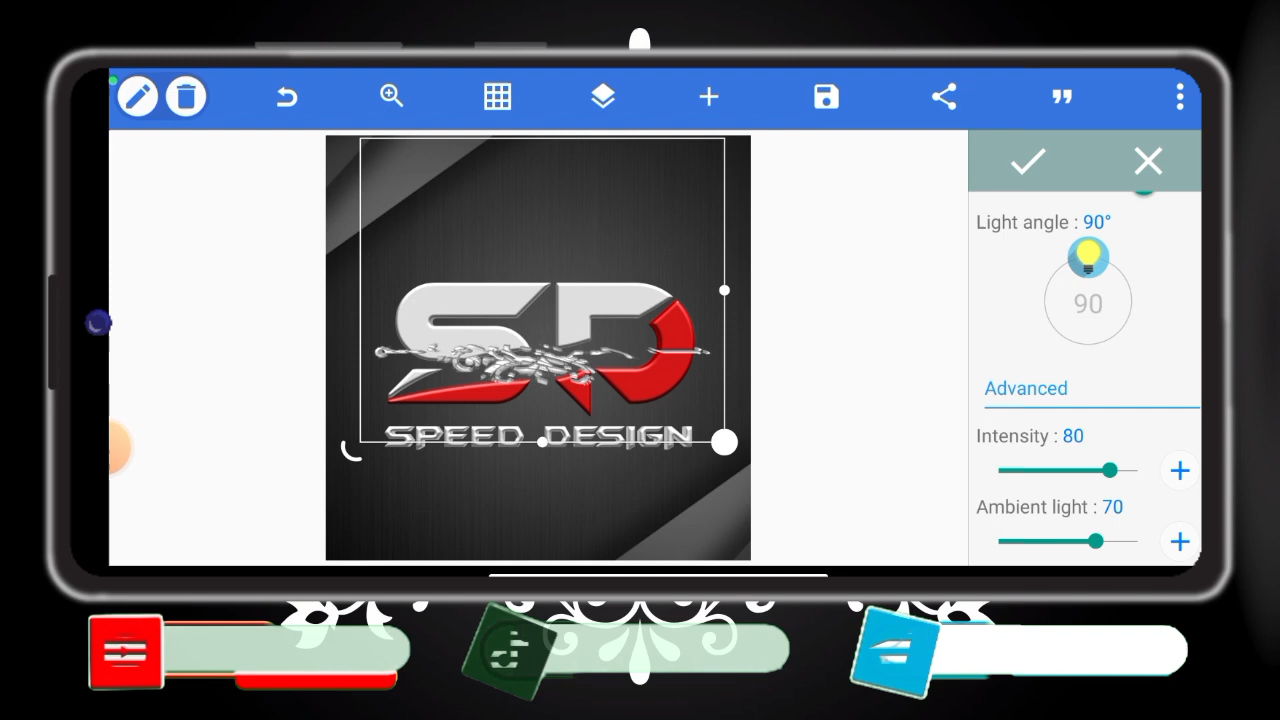 Light angle : 90°
90
Advanced
Intensity : 80
Ambient light : 70
SD
SPEED DESIGN